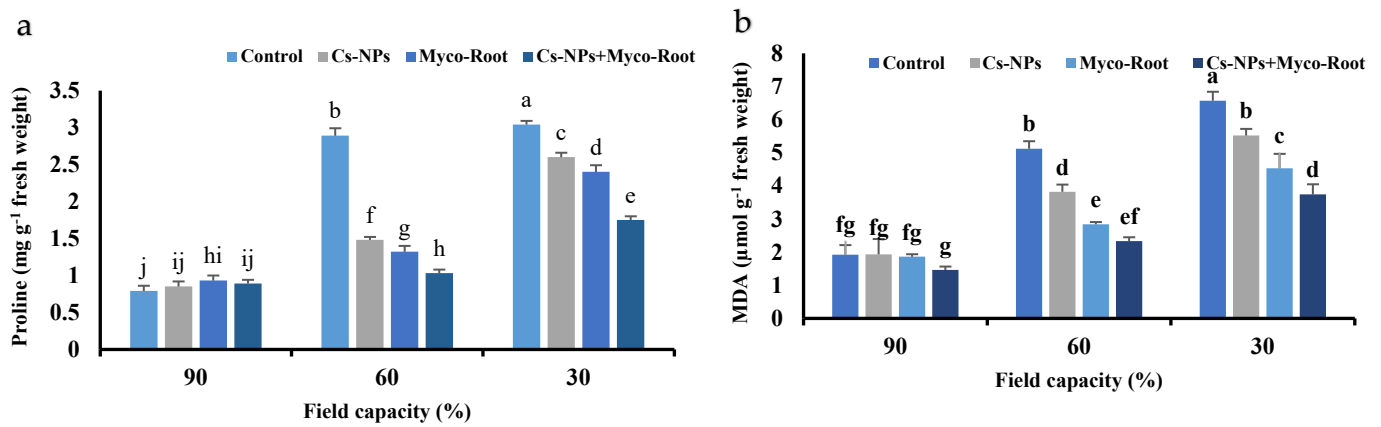 a
Control Cs-NPs Myco-Root Cs-NPs+Myco-Root
Proline (mg g⁻¹ fresh weight)
3.5
3
2.5
2
1.5
1
0.5
0
j ij hi ij
b f g h
a c d e
90 60 30
Field capacity (%)
b
Control Cs-NPs Myco-Root Cs-NPs+Myco-Root
MDA (μmol g⁻¹ fresh weight)
8
7
6
5
4
3
2
1
0
fg fg fg g
b d e ef
a b c d
90 60 30
Field capacity (%)